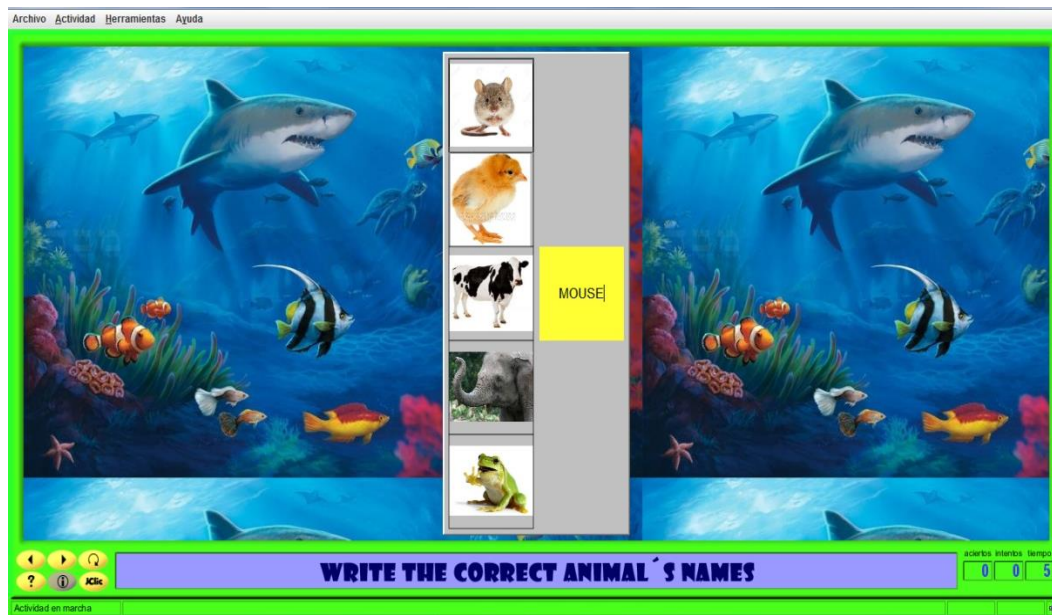 Archivo Actividad Herramientas Ayuda
MOUSE
aciertos intentos tiempo
0 0 5
? i JClic
WRITE THE CORRECT ANIMAL´S NAMES
Actividad en marcha